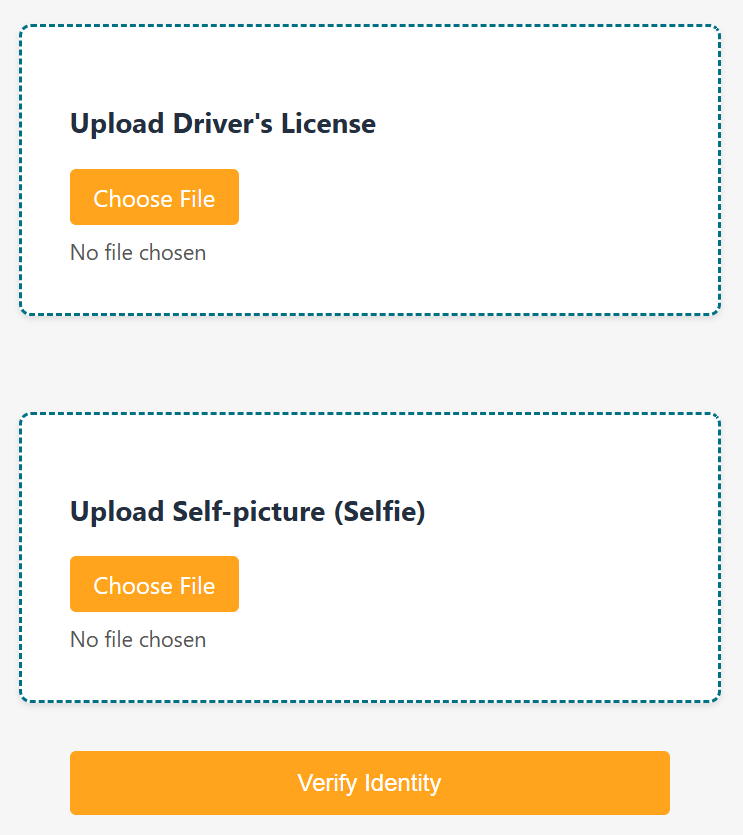 Upload Driver's License
Choose File
No file chosen
Upload Self-picture (Selfie)
Choose File
No file chosen
Verify Identity